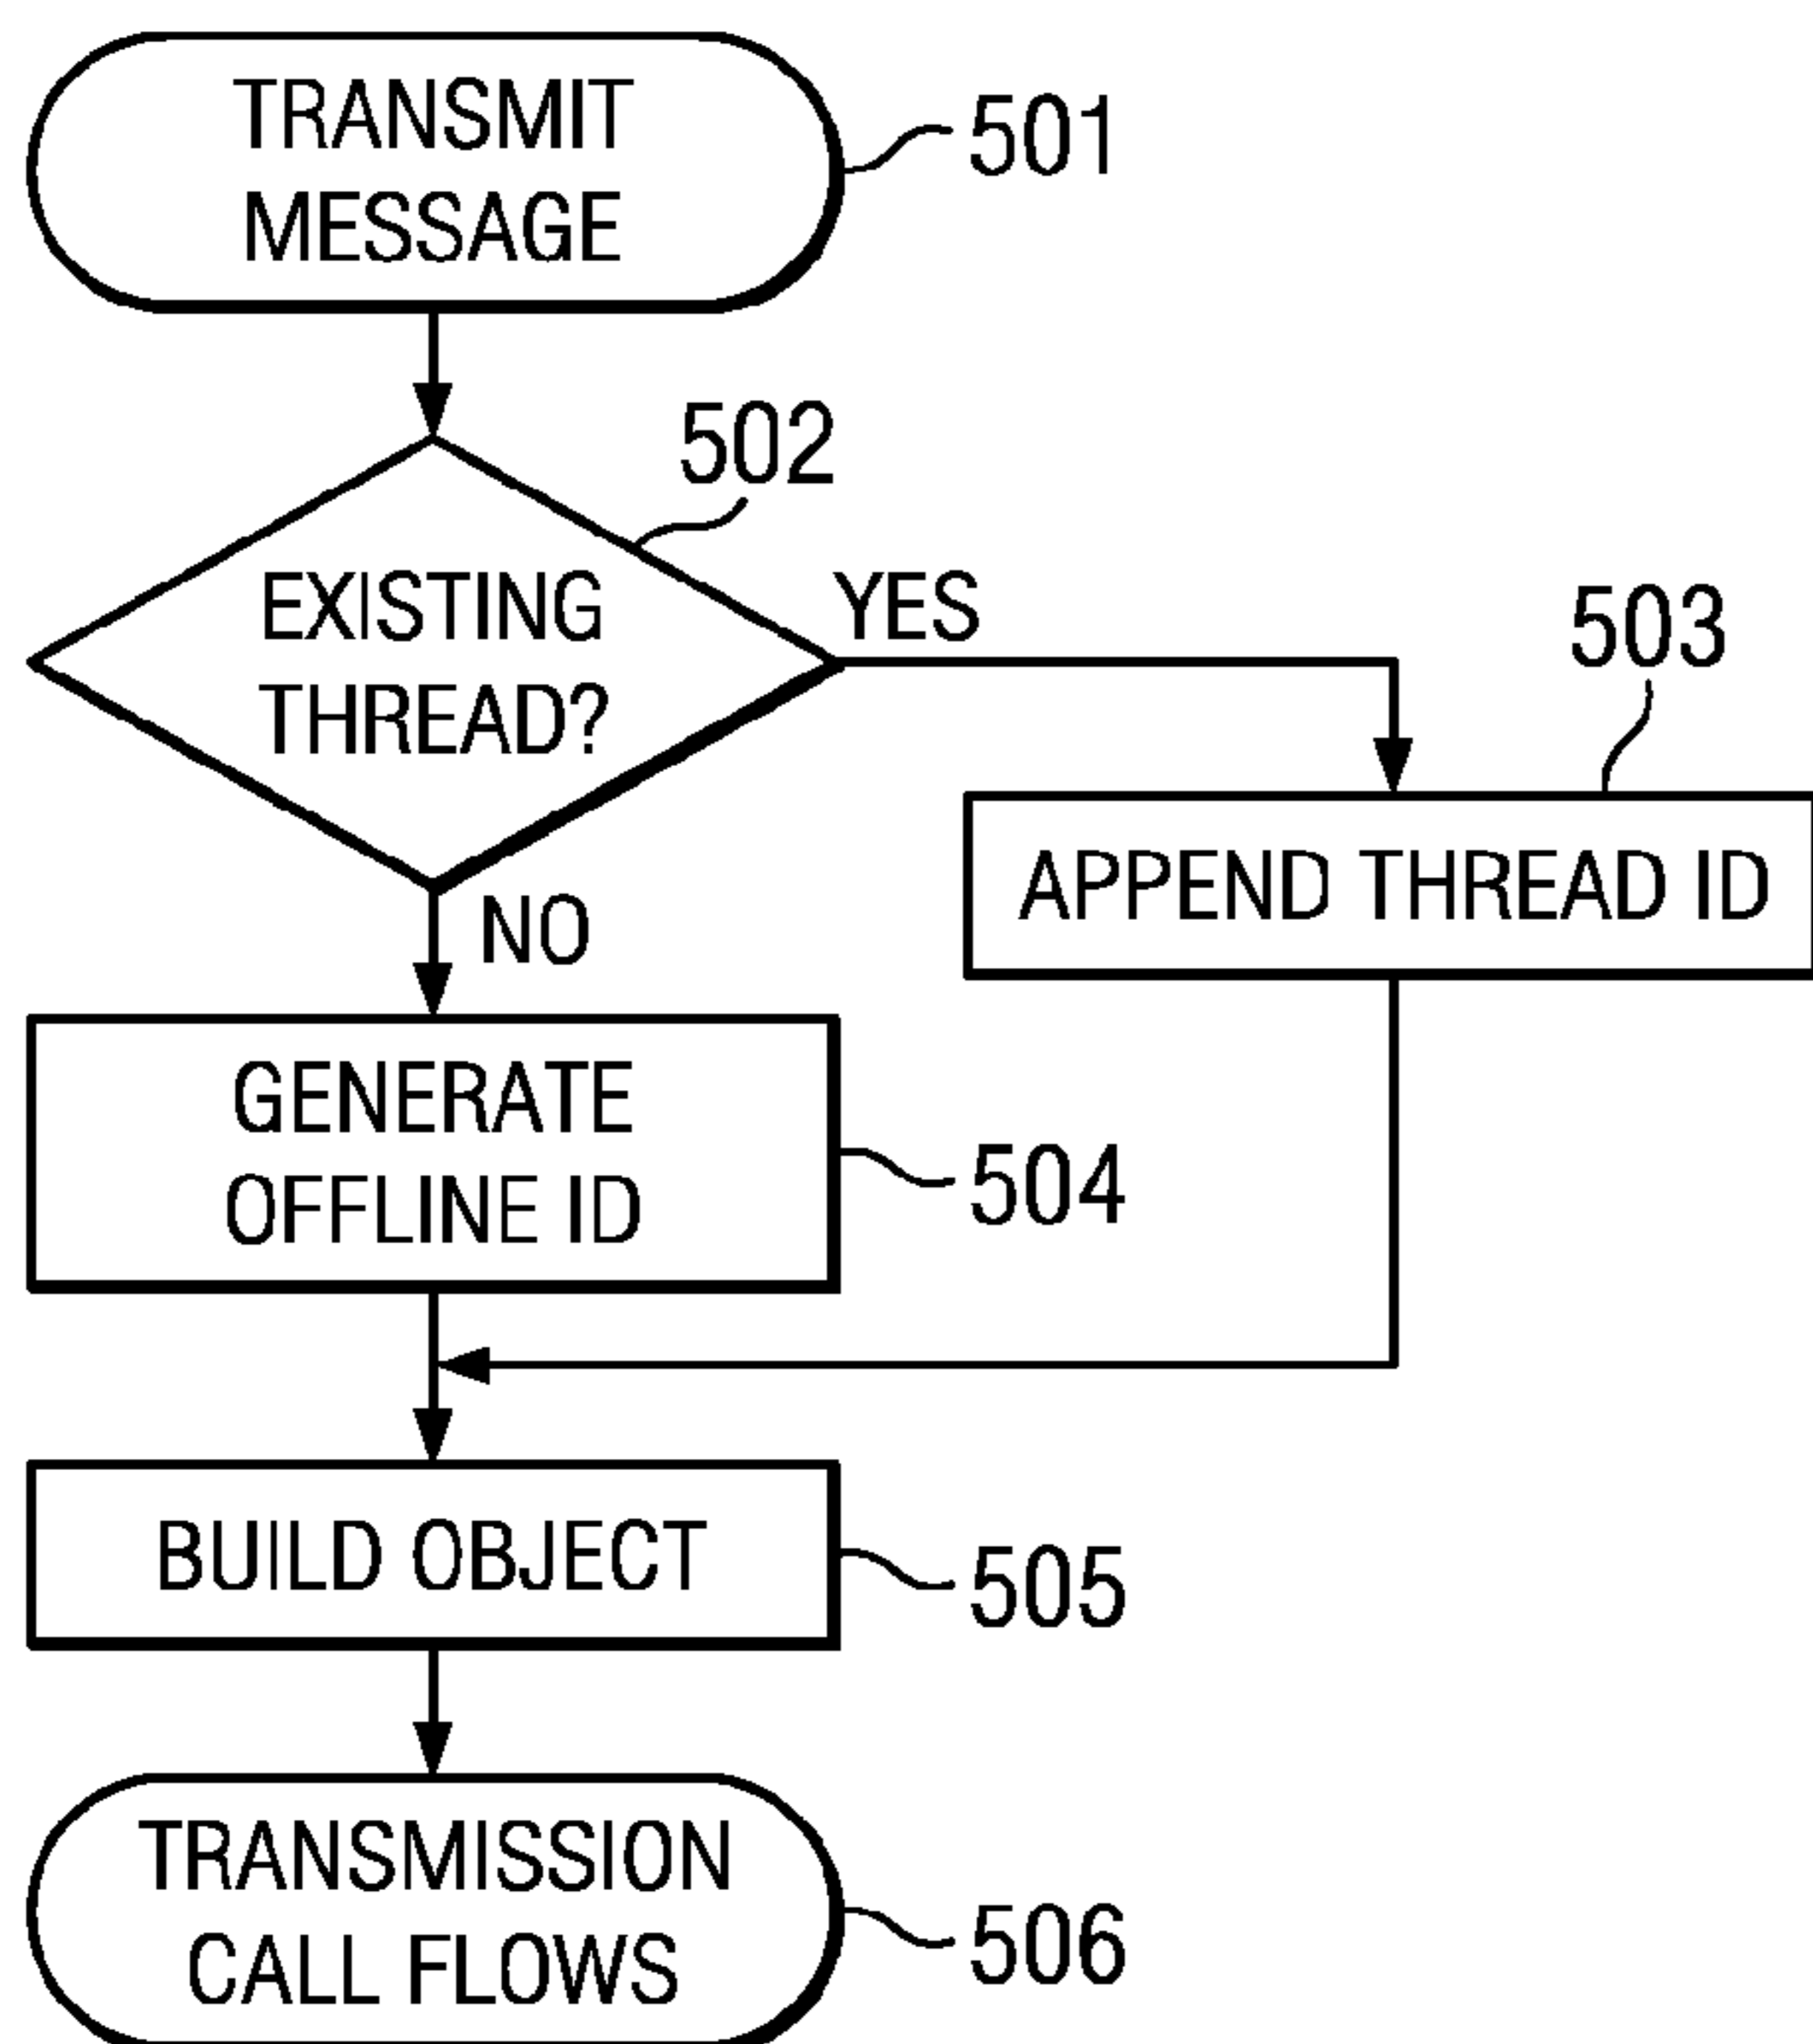 TRANSMIT
MESSAGE
501
502
EXISTING
THREAD?
YES
503
APPEND THREAD ID
NO
GENERATE
OFFLINE ID
504
BUILD OBJECT
505
TRANSMISSION
CALL FLOWS
506